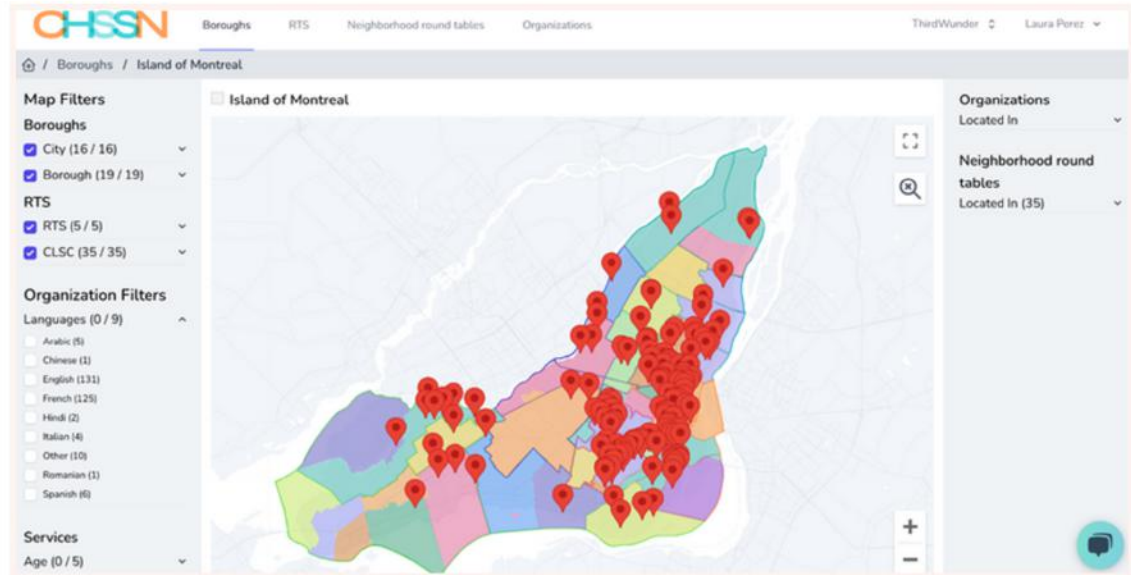 CHSSN
Boroughs RTS Neighborhood round tables Organizations ThirdWunder Laura Perez
/ Boroughs / Island of Montreal
Map Filters
Boroughs
City (16 / 16)
Borough (19 / 19)
RTS
RTS (5 / 5)
CLSC (35 / 35)
Organization Filters
Languages (0 / 9)
Arabic (5)
Chinese (1)
English (131)
French (125)
Hindi (2)
Italian (4)
Other (10)
Romanian (1)
Spanish (6)
Services
Age (0 / 5)
Island of Montreal
Organizations
Located In
Neighborhood round
tables
Located In (35)